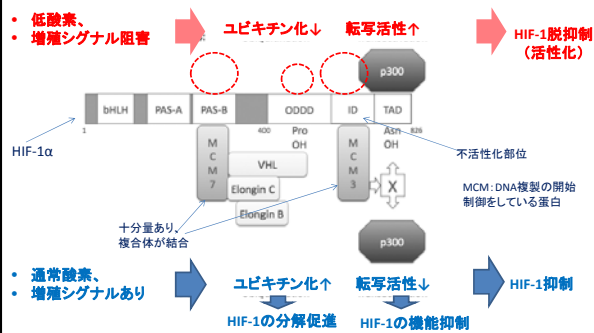 • 低酸素、
• 増殖シグナル阻害
ユビキチン化↓
転写活性↑
HIF-1脱抑制
(活性化)
p300
bHLH
PAS-A
PAS-B
ODDD
ID
TAD
1
400
Pro
OH
Asn
OH
826
HIF-1α
MCM7
VHL
Elongin C
Elongin B
MCM3
X
不活性化部位
MCM:DNA複製の開始
制御をしている蛋白
十分量あり、
複合体が結合
p300
• 通常酸素、
• 増殖シグナルあり
ユビキチン化↑
転写活性↓
HIF-1抑制
HIF-1の分解促進
HIF-1の機能抑制